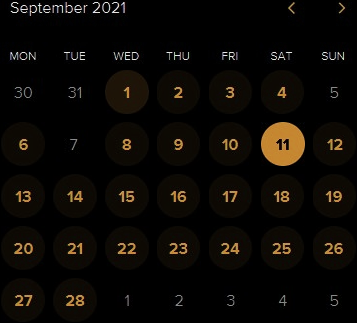 September 2021
MON TUE WED THU FRI SAT SUN
30 31 1 2 3 4 5
6 7 8 9 10 11 12
13 14 15 16 17 18 19
20 21 22 23 24 25 26
27 28 1 2 3 4 5